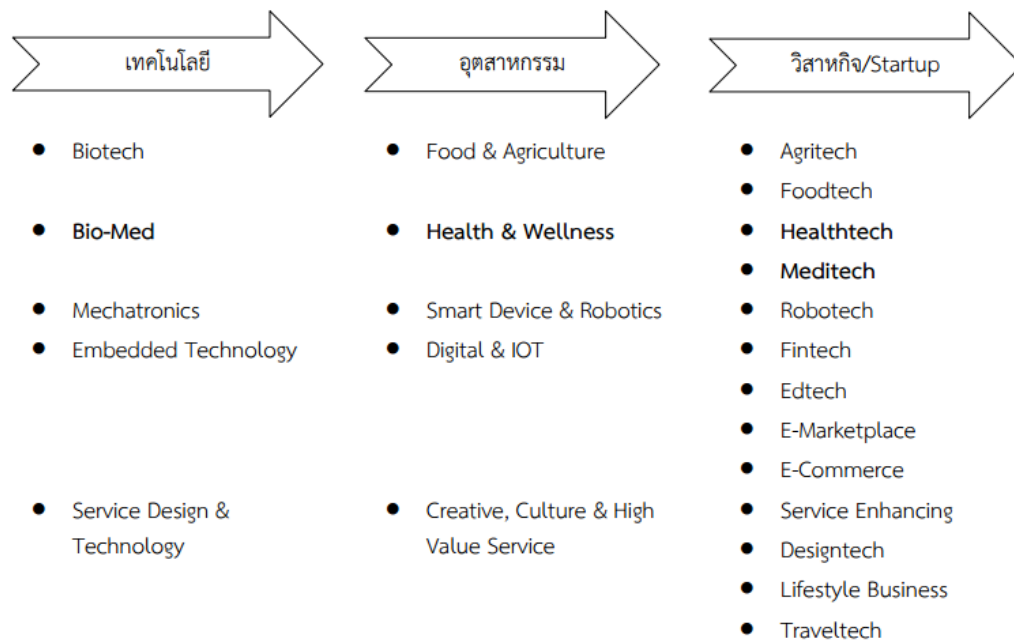 เทคโนโลยี
อุตสาหกรรม
วิสาหกิจ/Startup
● Biotech
● Food & Agriculture
● Agritech
● Foodtech
● Bio-Med
● Health & Wellness
● Healthtech
● Meditech
● Mechatronics
● Smart Device & Robotics
● Robotech
● Embedded Technology
● Digital & IOT
● Fintech
● Edtech
● E-Marketplace
● E-Commerce
● Service Design &
Technology
● Creative, Culture & High
Value Service
● Service Enhancing
● Designtech
● Lifestyle Business
● Traveltech